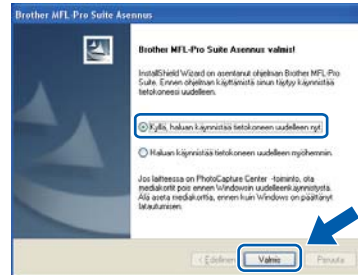 Brother MFL-Pro Suite Asennus
Brother MFL-Pro Suite Asennus valmis!
InstallShield Wizard on asentanut ohjelman Brother MFL-Pro
Suite. Ennen ohjelman käyttämistä sinun täytyy käynnistää
tietokoneesi uudelleen.
Kyllä, haluan käynnistää tietokoneen uudelleen nyt.
Haluan käynnistää tietokoneen uudelleen myöhemmin.
Jos laitteessa on PhotoCapture Center -toiminto, ota
mediakortit pois ennen Windowsin uudelleenkäynnistystä.
Älä aseta mediakorttia, ennen kuin Windows on päättänyt
latautumisen.
< Edellinen Valmis Peruuta